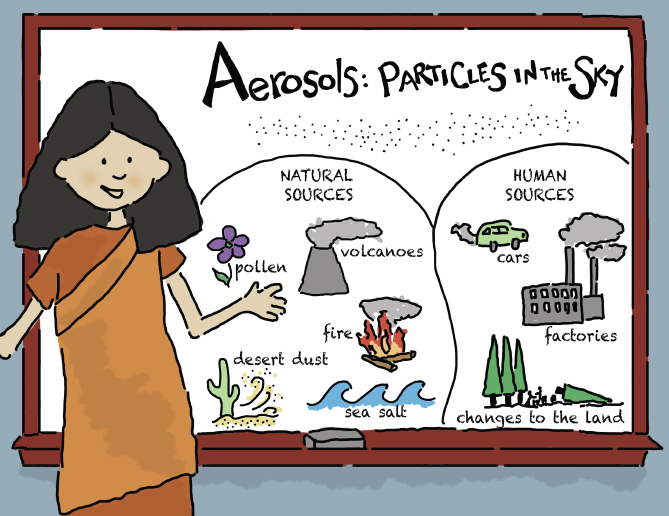 Aerosols: PARTICLES IN THE SKY
NATURAL
SOURCES
pollen
volcanoes
fire
desert dust
sea salt
HUMAN
SOURCES
cars
factories
changes to the land